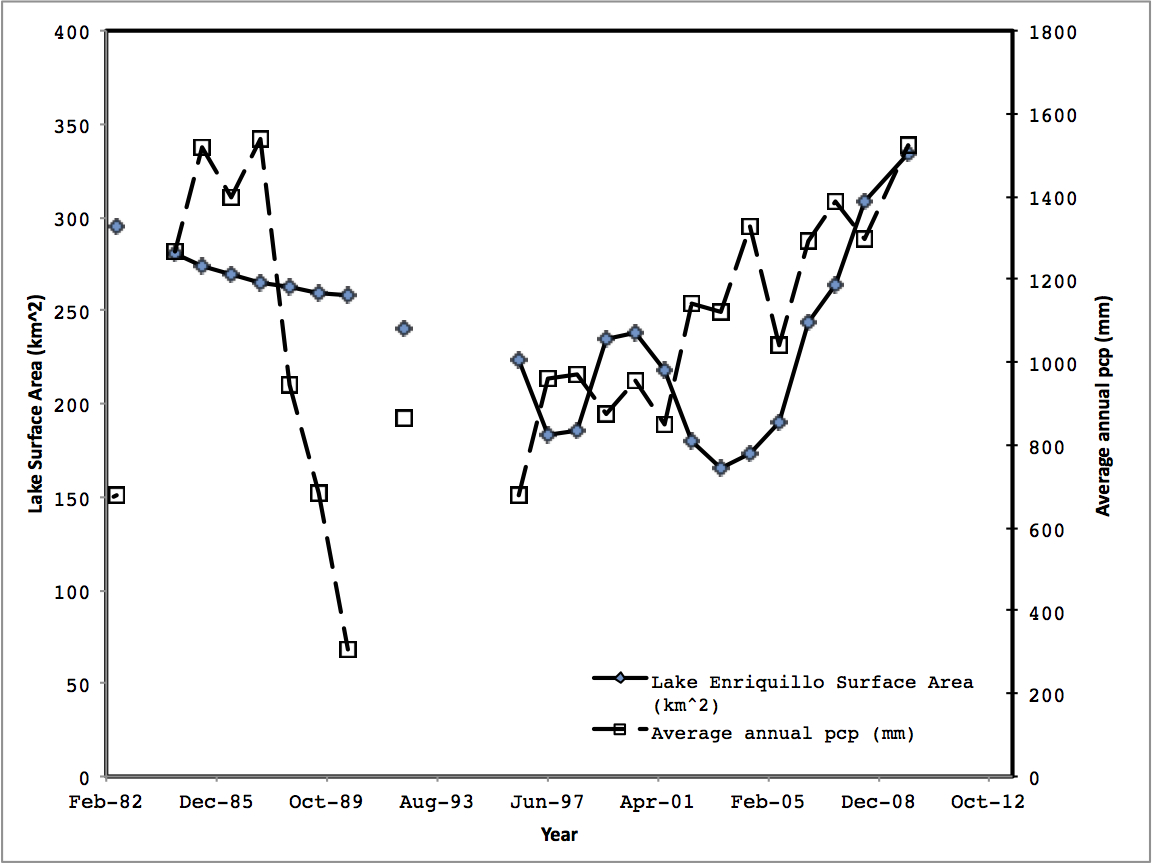 400
350
300
250
200
150
100
50
0
Lake Surface Area (km^2)
1800
1600
1400
1200
1000
800
600
400
200
0
Average annual pcp (mm)
Lake Enriquillo Surface Area
(km^2)
Average annual pcp (mm)
Feb-82 Dec-85 Oct-89 Aug-93 Jun-97 Apr-01 Feb-05 Dec-08 Oct-12
Year